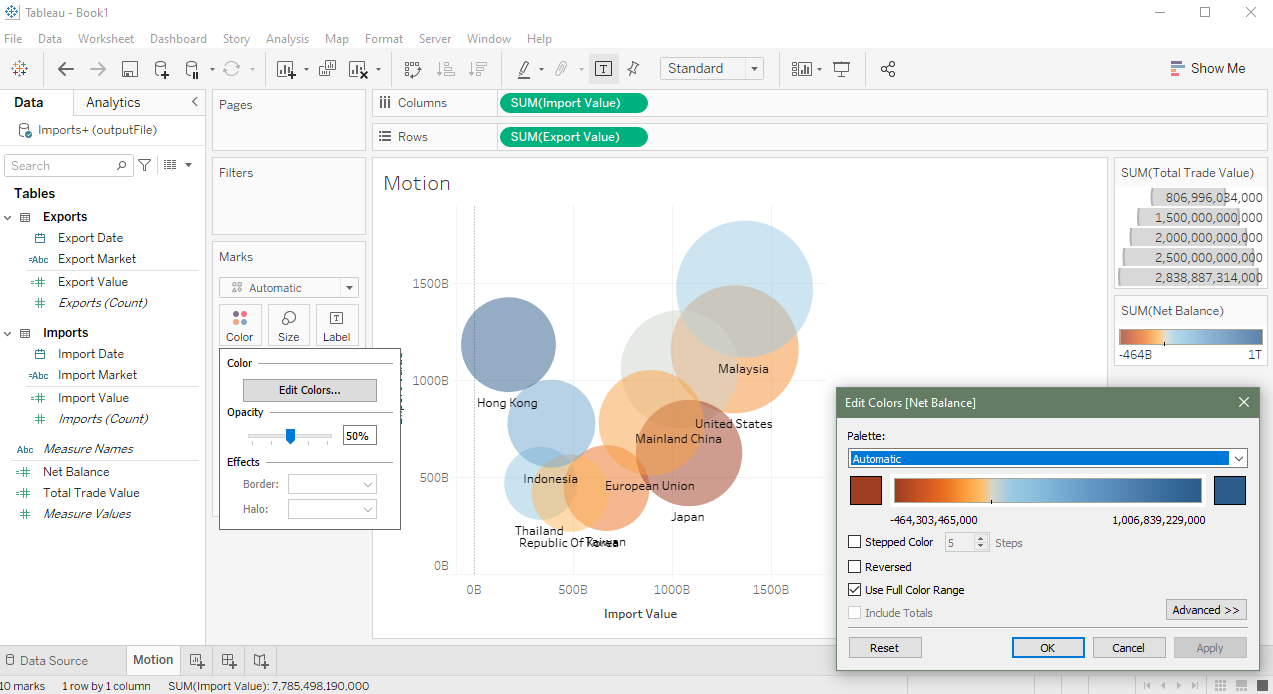 Tableau - Book1
File Data Worksheet Dashboard Story Analysis Map Format Server Window Help
Standard
Show Me
Data Analytics
Imports+ (outputFile)
Search
Tables
Exports
Export Date
Abc Export Market
Export Value
Exports (Count)
Imports
Import Date
Abc Import Market
Import Value
Imports (Count)
Abc Measure Names
Net Balance
Total Trade Value
Measure Values
Pages
Filters
Marks
Automatic
Color Size Label
Color
Edit Colors...
Opacity
50%
Effects
Border:
Halo:
Columns SUM(Import Value)
Rows SUM(Export Value)
Motion
1500B
1000B
500B
0B
0B 500B 1000B 1500B
Import Value
Hong Kong
Malaysia
United States
Mainland China
Indonesia
European Union
Japan
Thailand
Republic Of Korea
Taiwan
SUM(Total Trade Value)
806,996,034,000
1,500,000,000,000
2,000,000,000,000
2,500,000,000,000
2,838,887,314,000
SUM(Net Balance)
-464B 1T
Edit Colors [Net Balance]
Palette:
Automatic
-464,303,465,000 1,006,839,229,000
Stepped Color 5 Steps
Reversed
Use Full Color Range
Include Totals
Advanced >>
Reset OK Cancel Apply
Data Source Motion
10 marks 1 row by 1 column SUM(Import Value): 7,785,498,190,000